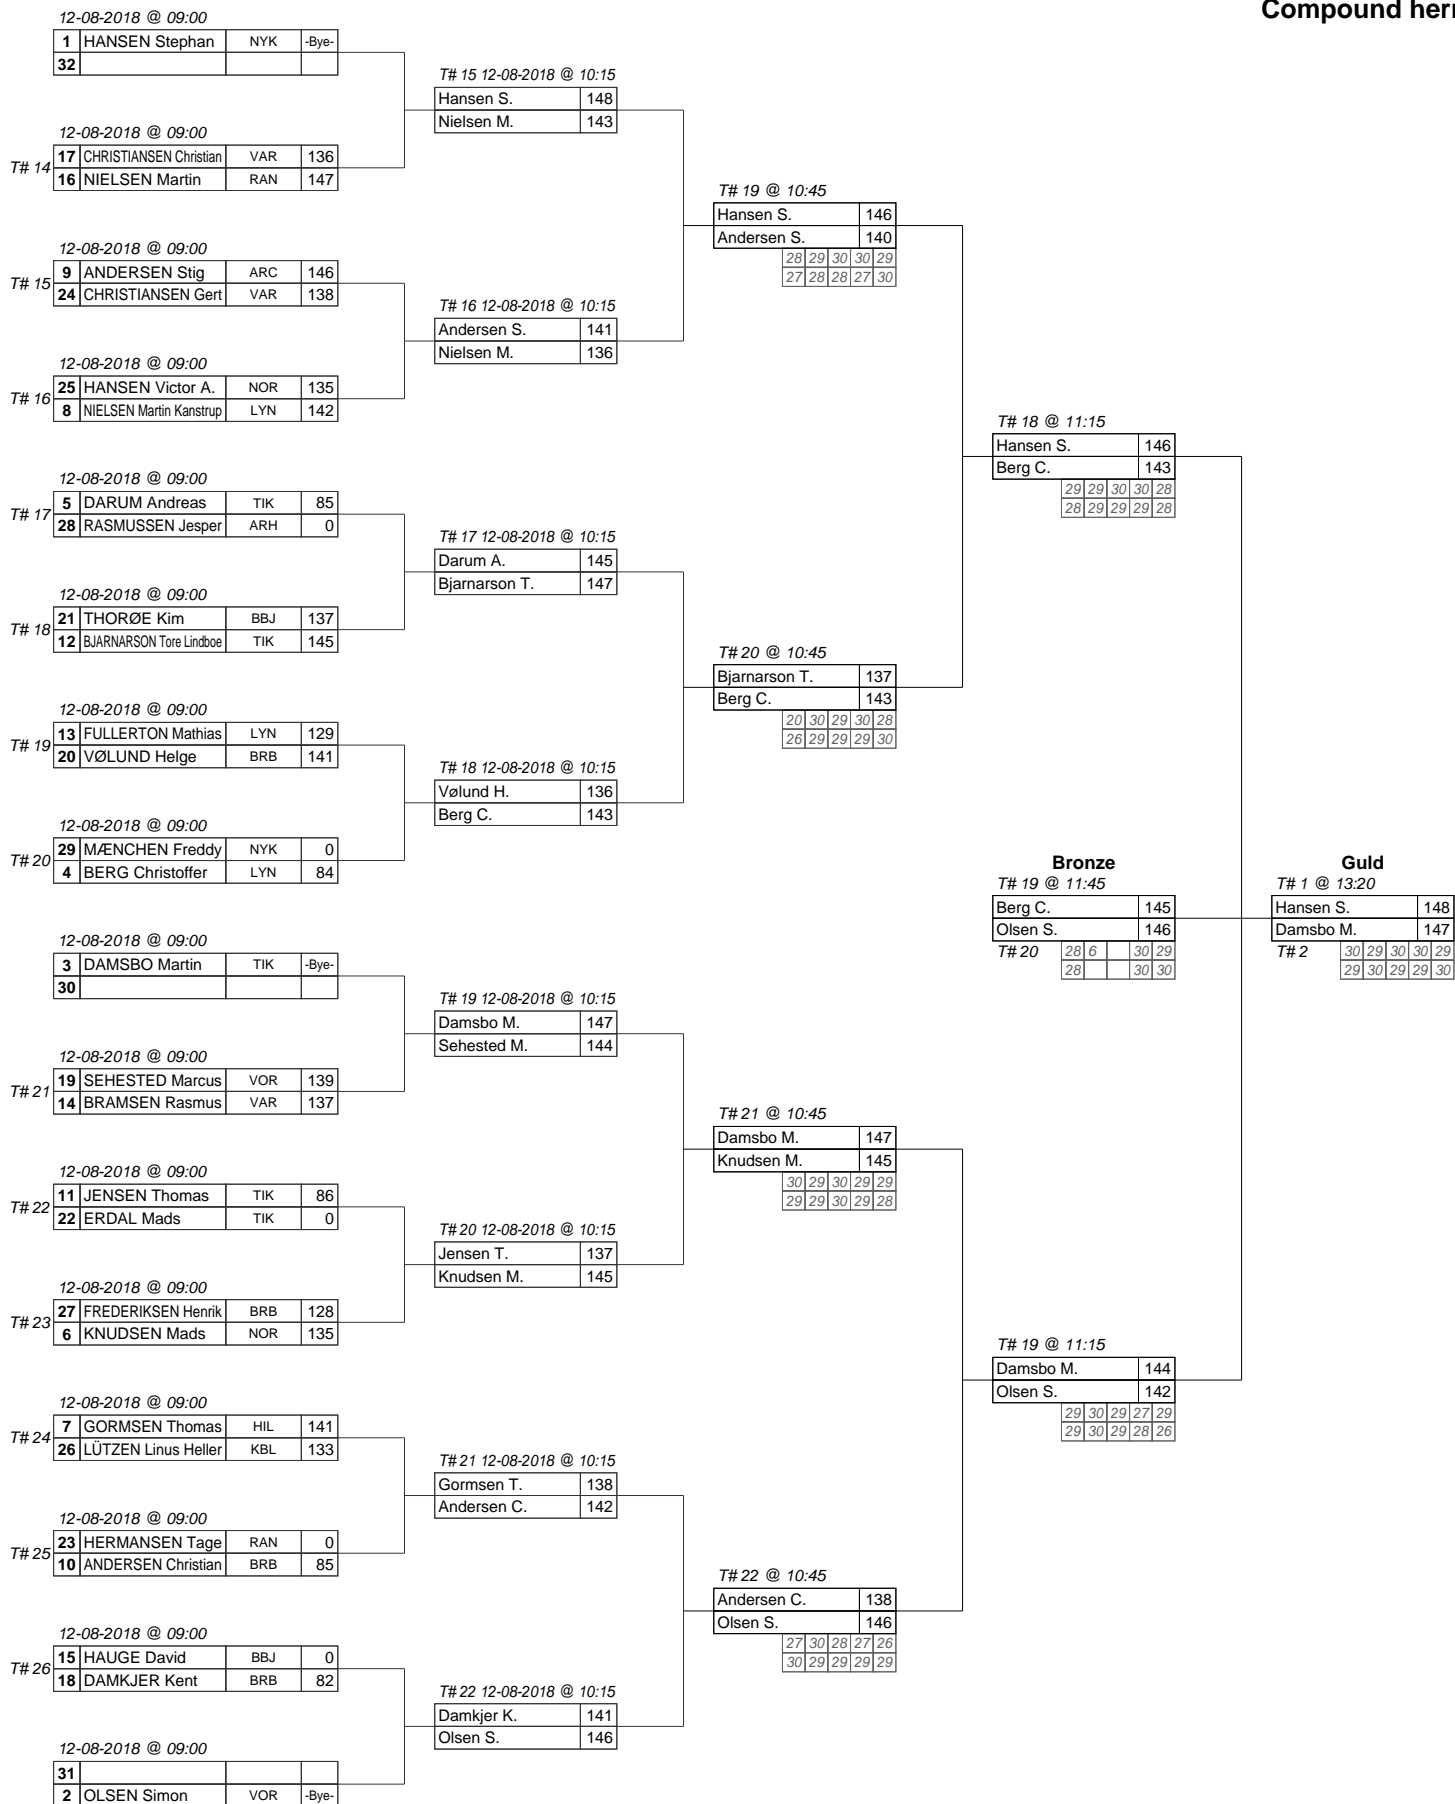 Compound herr
12-08-2018 @ 09:00
1 HANSEN Stephan NYK -Bye-
32
T# 15 12-08-2018 @ 10:15
Hansen S. 148
Nielsen M. 143
12-08-2018 @ 09:00
T# 14
17 CHRISTIANSEN Christian VAR 136
16 NIELSEN Martin RAN 147
T# 19 @ 10:45
Hansen S. 146
Andersen S. 140
28 29 30 30 29
27 28 28 27 30
12-08-2018 @ 09:00
T# 15
9 ANDERSEN Stig ARC 146
24 CHRISTIANSEN Gert VAR 138
T# 16 12-08-2018 @ 10:15
Andersen S. 141
Nielsen M. 136
12-08-2018 @ 09:00
T# 16
25 HANSEN Victor A. NOR 135
8 NIELSEN Martin Kanstrup LYN 142
T# 18 @ 11:15
Hansen S. 146
Berg C. 143
29 29 30 30 28
28 29 29 29 28
12-08-2018 @ 09:00
T# 17
5 DARUM Andreas TIK 85
28 RASMUSSEN Jesper ARH 0
T# 17 12-08-2018 @ 10:15
Darum A. 145
Bjarnarson T. 147
12-08-2018 @ 09:00
T# 18
21 THORØE Kim BBJ 137
12 BJARNARSON Tore Lindboe TIK 145
T# 20 @ 10:45
Bjarnarson T. 137
Berg C. 143
20 30 29 30 28
26 29 29 29 30
12-08-2018 @ 09:00
T# 19
13 FULLERTON Mathias LYN 129
20 VØLUND Helge BRB 141
T# 18 12-08-2018 @ 10:15
Vølund H. 136
Berg C. 143
12-08-2018 @ 09:00
T# 20
29 MÆNCHEN Freddy NYK 0
4 BERG Christoffer LYN 84
Bronze
T# 19 @ 11:45
Berg C. 145
Olsen S. 146
T# 20 28 6 30 29
28 30 30
Guld
T# 1 @ 13:20
Hansen S. 148
Damsbo M. 147
T# 2 30 29 30 30 29
29 30 29 29 30
12-08-2018 @ 09:00
3 DAMSBO Martin TIK -Bye-
30
T# 19 12-08-2018 @ 10:15
Damsbo M. 147
Sehested M. 144
12-08-2018 @ 09:00
T# 21
19 SEHESTED Marcus VOR 139
14 BRAMSEN Rasmus VAR 137
T# 21 @ 10:45
Damsbo M. 147
Knudsen M. 145
30 29 30 29 29
29 29 30 29 28
12-08-2018 @ 09:00
T# 22
11 JENSEN Thomas TIK 86
22 ERDAL Mads TIK 0
T# 20 12-08-2018 @ 10:15
Jensen T. 137
Knudsen M. 145
12-08-2018 @ 09:00
T# 23
27 FREDERIKSEN Henrik BRB 128
6 KNUDSEN Mads NOR 135
T# 19 @ 11:15
Damsbo M. 144
Olsen S. 142
29 30 29 27 29
29 30 29 28 26
12-08-2018 @ 09:00
T# 24
7 GORMSEN Thomas HIL 141
26 LÜTZEN Linus Heller KBL 133
T# 21 12-08-2018 @ 10:15
Gormsen T. 138
Andersen C. 142
12-08-2018 @ 09:00
T# 25
23 HERMANSEN Tage RAN 0
10 ANDERSEN Christian BRB 85
T# 22 @ 10:45
Andersen C. 138
Olsen S. 146
27 30 28 27 26
30 29 29 29 29
12-08-2018 @ 09:00
T# 26
15 HAUGE David BBJ 0
18 DAMKJER Kent BRB 82
T# 22 12-08-2018 @ 10:15
Damkjer K. 141
Olsen S. 146
12-08-2018 @ 09:00
31
2 OLSEN Simon VOR -Bye-